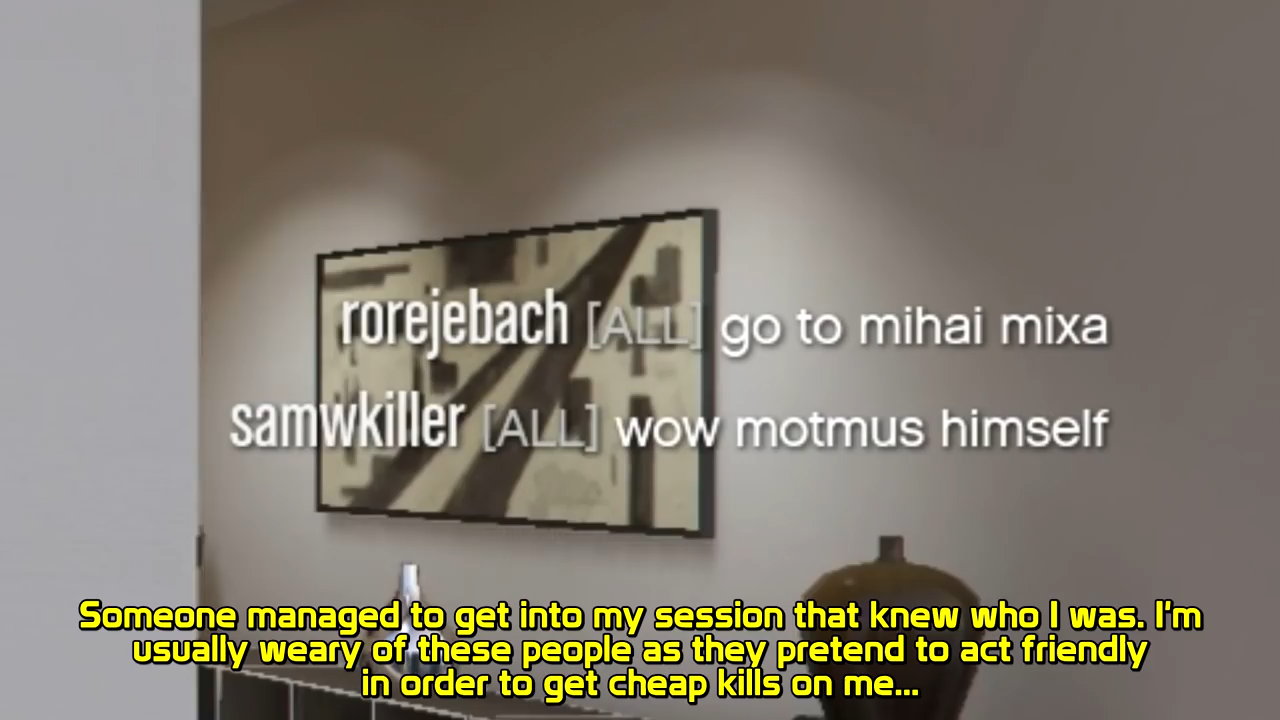 rorejebach [ALL] go to mihai mixa
samwkiller [ALL] wow motmus himself
Someone managed to get into my session that knew who I was. I'm
usually weary of these people as they pretend to act friendly
in order to get cheap kills on me...